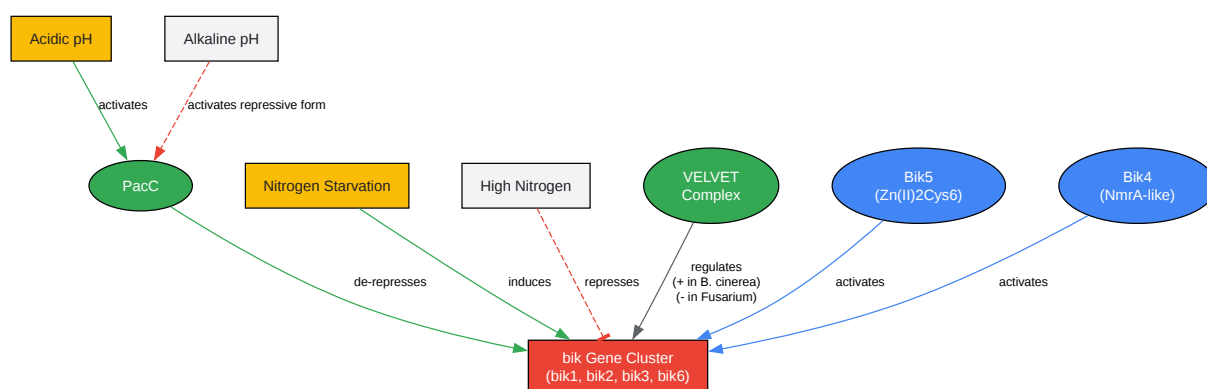 Acidic pH
Alkaline pH
activates
activates repressive form
PacC
Nitrogen Starvation
High Nitrogen
VELVET
Complex
Bik5
(Zn(II)2Cys6)
Bik4
(NmrA-like)
de-represses
induces
represses
regulates
(+ in B. cinerea)
(- in Fusarium)
activates
activates
bik Gene Cluster
(bik1, bik2, bik3, bik6)